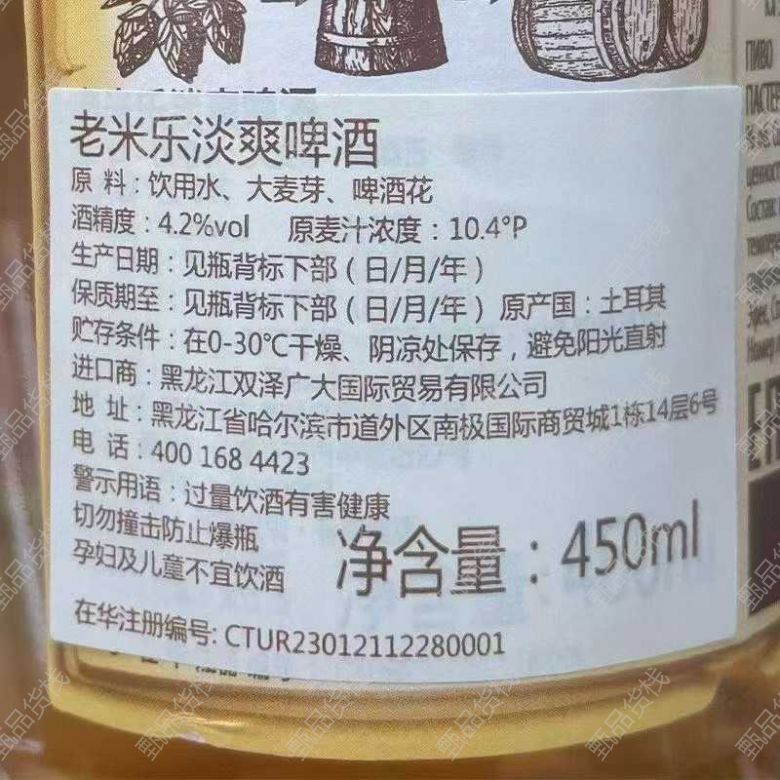 老米乐淡爽啤酒
原 料：饮用水、大麦芽、啤酒花
酒精度：4.2%vol 原麦汁浓度：10.4°P
生产日期：见瓶背标下部（日/月/年）
保质期至：见瓶背标下部（日/月/年）原产国：土耳其
贮存条件：在0-30℃干燥、阴凉处保存，避免阳光直射
进口商：黑龙江双泽广大国际贸易有限公司
地 址：黑龙江省哈尔滨市道外区南极国际商贸城1栋14层6号
电 话：400 168 4423
警示用语：过量饮酒有害健康
切勿撞击防止爆瓶
孕妇及儿童不宜饮酒
净含量：450ml
在华注册编号: CTUR23012112280001
ПИВО
甄品货栈